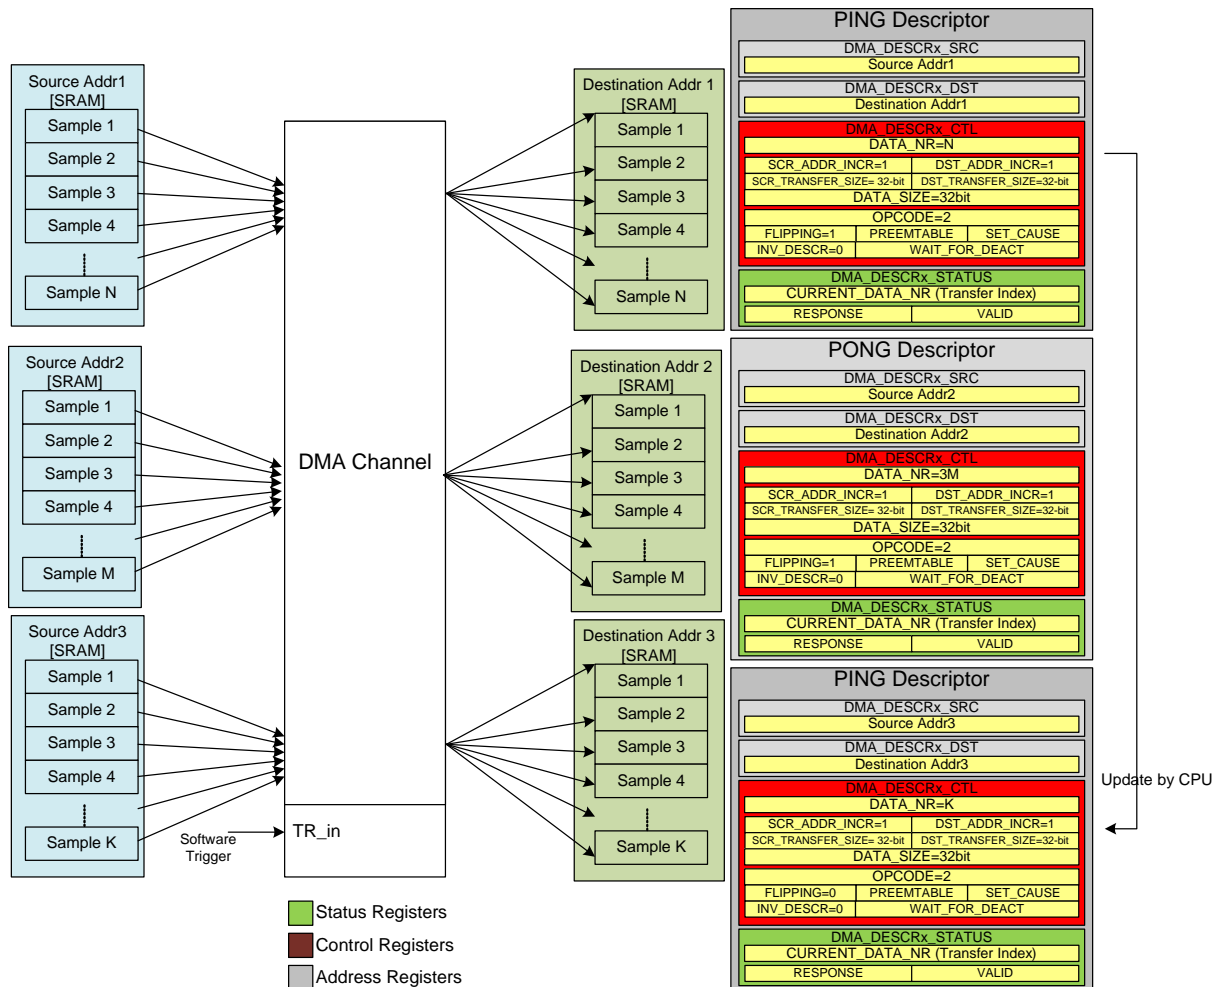 Source Addr1
[SRAM]
Sample 1
Sample 2
Sample 3
Sample 4
Sample N
Source Addr2
[SRAM]
Sample 1
Sample 2
Sample 3
Sample 4
Sample M
Source Addr3
[SRAM]
Sample 1
Sample 2
Sample 3
Sample 4
Sample K
Software
Trigger
DMA Channel
TR_in
Destination Addr 1
[SRAM]
Sample 1
Sample 2
Sample 3
Sample 4
Sample N
Destination Addr 2
[SRAM]
Sample 1
Sample 2
Sample 3
Sample 4
Sample M
Destination Addr 3
[SRAM]
Sample 1
Sample 2
Sample 3
Sample 4
Sample K
PING Descriptor
DMA_DESCRx_SRC
Source Addr1
DMA_DESCRx_DST
Destination Addr1
DMA_DESCRx_CTL
DATA_NR=N
SCR_ADDR_INCR=1 DST_ADDR_INCR=1
SCR_TRANSFER_SIZE= 32-bit DST_TRANSFER_SIZE=32-bit
DATA_SIZE=32bit
OPCODE=2
FLIPPING=1 PREEMTABLE SET_CAUSE
INV_DESCR=0 WAIT_FOR_DEACT
DMA_DESCRx_STATUS
CURRENT_DATA_NR (Transfer Index)
RESPONSE VALID
PONG Descriptor
DMA_DESCRx_SRC
Source Addr2
DMA_DESCRx_DST
Destination Addr2
DMA_DESCRx_CTL
DATA_NR=3M
SCR_ADDR_INCR=1 DST_ADDR_INCR=1
SCR_TRANSFER_SIZE= 32-bit DST_TRANSFER_SIZE=32-bit
DATA_SIZE=32bit
OPCODE=2
FLIPPING=1 PREEMTABLE SET_CAUSE
INV_DESCR=0 WAIT_FOR_DEACT
DMA_DESCRx_STATUS
CURRENT_DATA_NR (Transfer Index)
RESPONSE VALID
PING Descriptor
DMA_DESCRx_SRC
Source Addr3
DMA_DESCRx_DST
Destination Addr3
DMA_DESCRx_CTL
DATA_NR=K
SCR_ADDR_INCR=1 DST_ADDR_INCR=1
SCR_TRANSFER_SIZE= 32-bit DST_TRANSFER_SIZE=32-bit
DATA_SIZE=32bit
OPCODE=2
FLIPPING=0 PREEMTABLE SET_CAUSE
INV_DESCR=0 WAIT_FOR_DEACT
DMA_DESCRx_STATUS
CURRENT_DATA_NR (Transfer Index)
RESPONSE VALID
Update by CPU
Status Registers
Control Registers
Address Registers